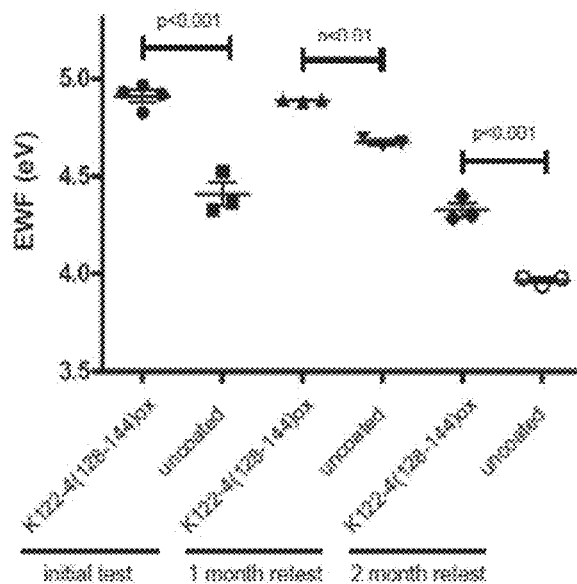 p<0.001
n<0.01
p<0.001
EWF (eV)
5.0
4.5
4.0
3.5
K122-4(128-144)ox
uncoated
K122-4(128-144)ox
uncoated
K122-4(128-144)ox
uncoated
initial test
1 month retest
2 month retest